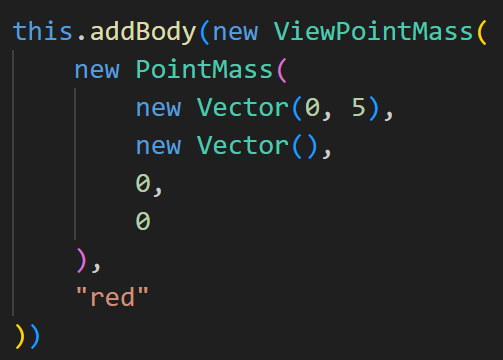 this.addBody(new ViewPointMass(
    new PointMass(
        new Vector(0, 5),
        new Vector(),
        0,
        0
    ),
    "red"
))